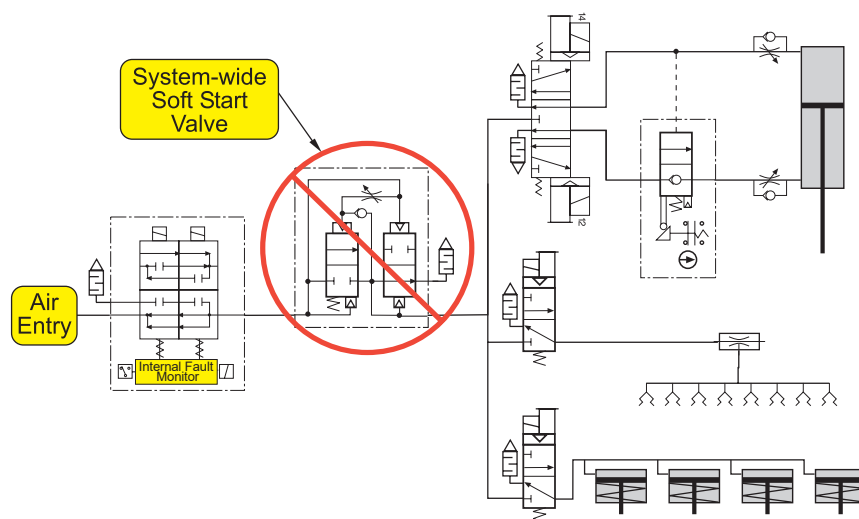 System-wide
Soft Start
Valve
14
12
Air
Entry
Internal Fault
Monitor